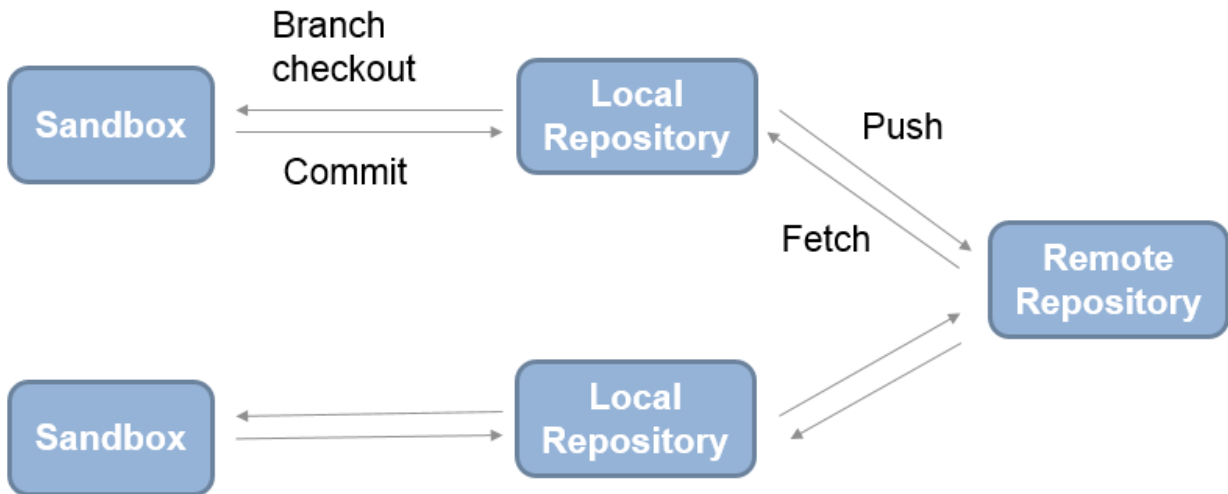 Branch
checkout
Sandbox
Local
Repository
Commit
Push
Fetch
Remote
Repository
Sandbox
Local
Repository